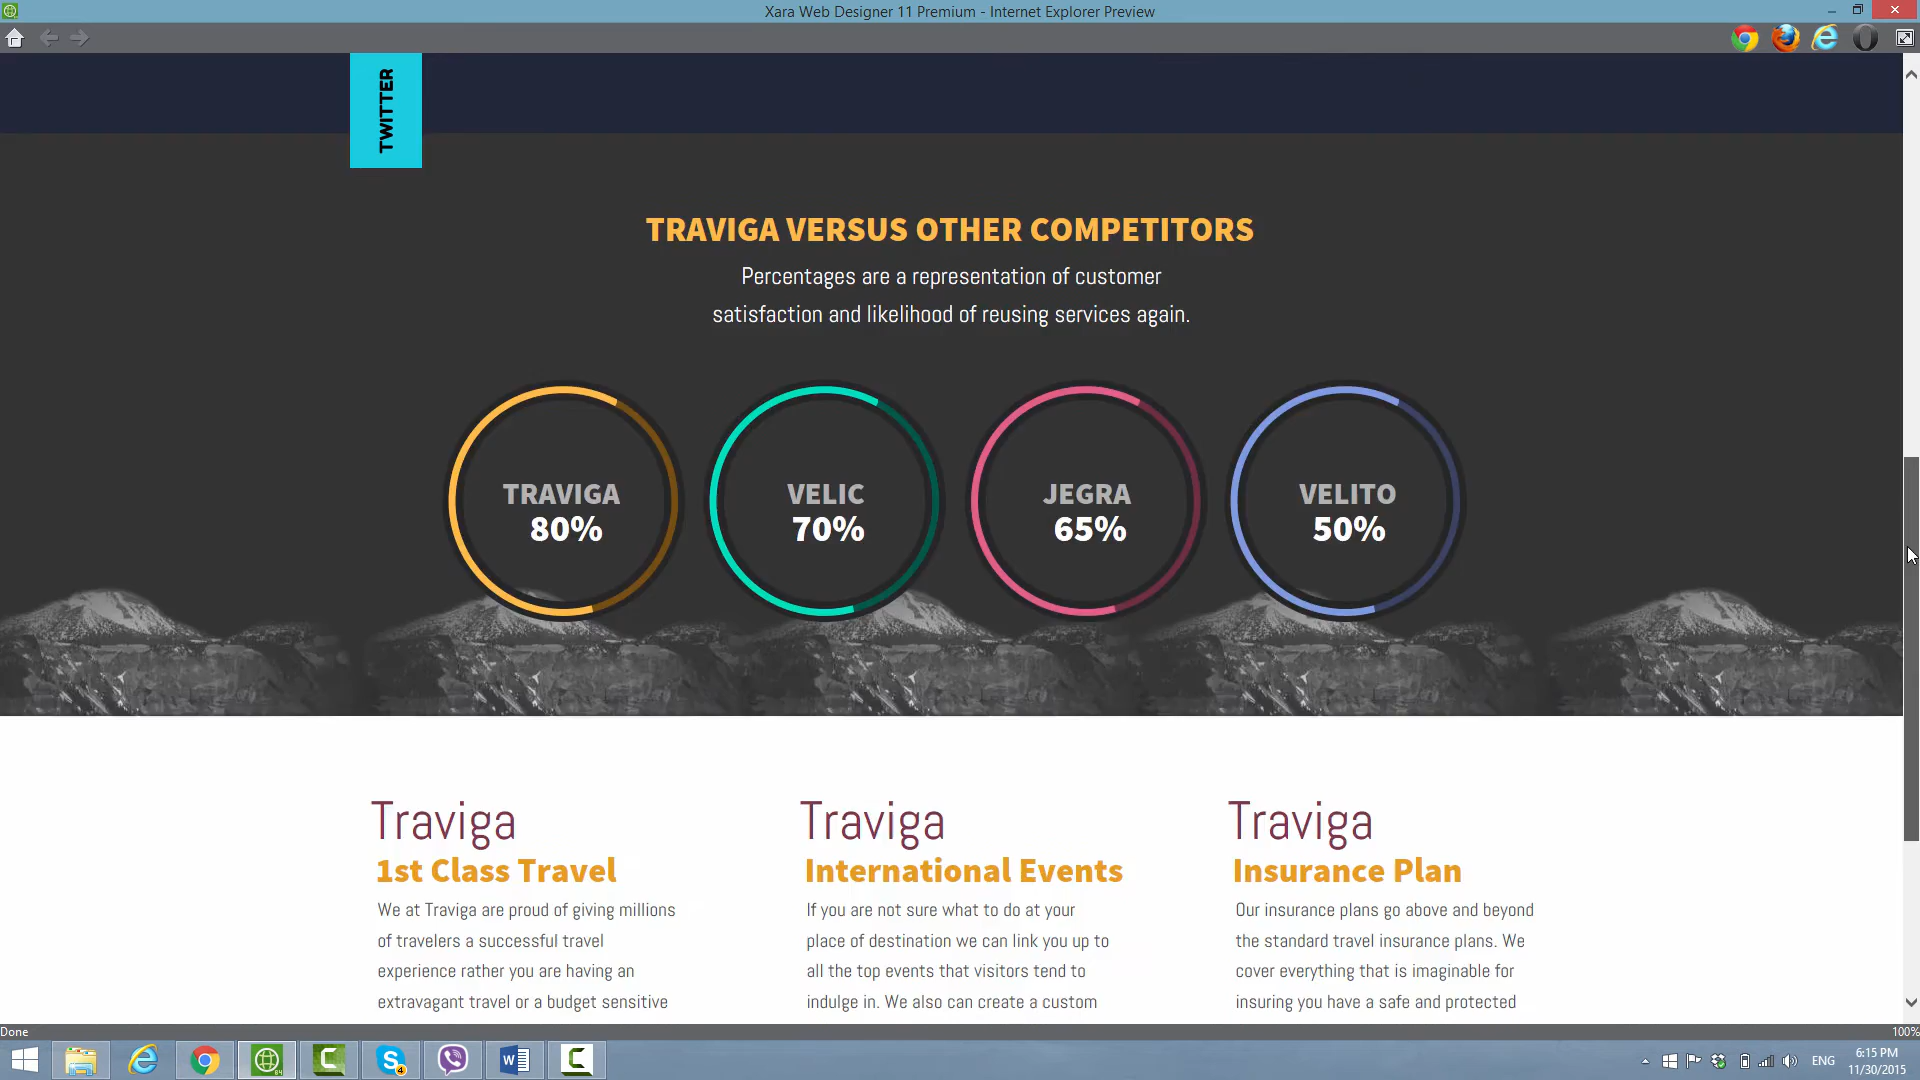 Xara Web Designer 11 Premium - Internet Explorer Preview
TWITTER
TRAVIGA VERSUS OTHER COMPETITORS
Percentages are a representation of customer
satisfaction and likelihood of reusing services again.
TRAVIGA
80%
VELIC
70%
JEGRA
65%
VELITO
50%
Traviga
1st Class Travel
We at Traviga are proud of giving millions
of travelers a successful travel
experience rather you are having an
extravagant travel or a budget sensitive
Traviga
International Events
If you are not sure what to do at your
place of destination we can link you up to
all the top events that visitors tend to
indulge in. We also can create a custom
Traviga
Insurance Plan
Our insurance plans go above and beyond
the standard travel insurance plans. We
cover everything that is imaginable for
insuring you have a safe and protected
Done
100%
4
ENG
6:15 PM
11/30/2015